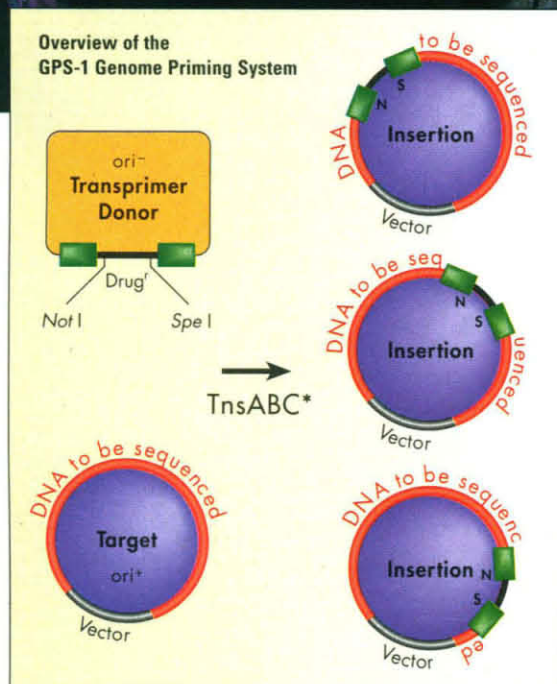 Overview of the
GPS-1 Genome Priming System
ori⁻
Transprimer
Donor
Drugʳ
Not I
Spe I
TnsABC*
DNA to be sequenced
Target
ori⁺
Vector
DNA
to be sequenced
N
S
Insertion
Vector
DNA to be seq
uenced
N
S
Insertion
Vector
DNA to be sequenc
ed
Insertion
N
S
Vector